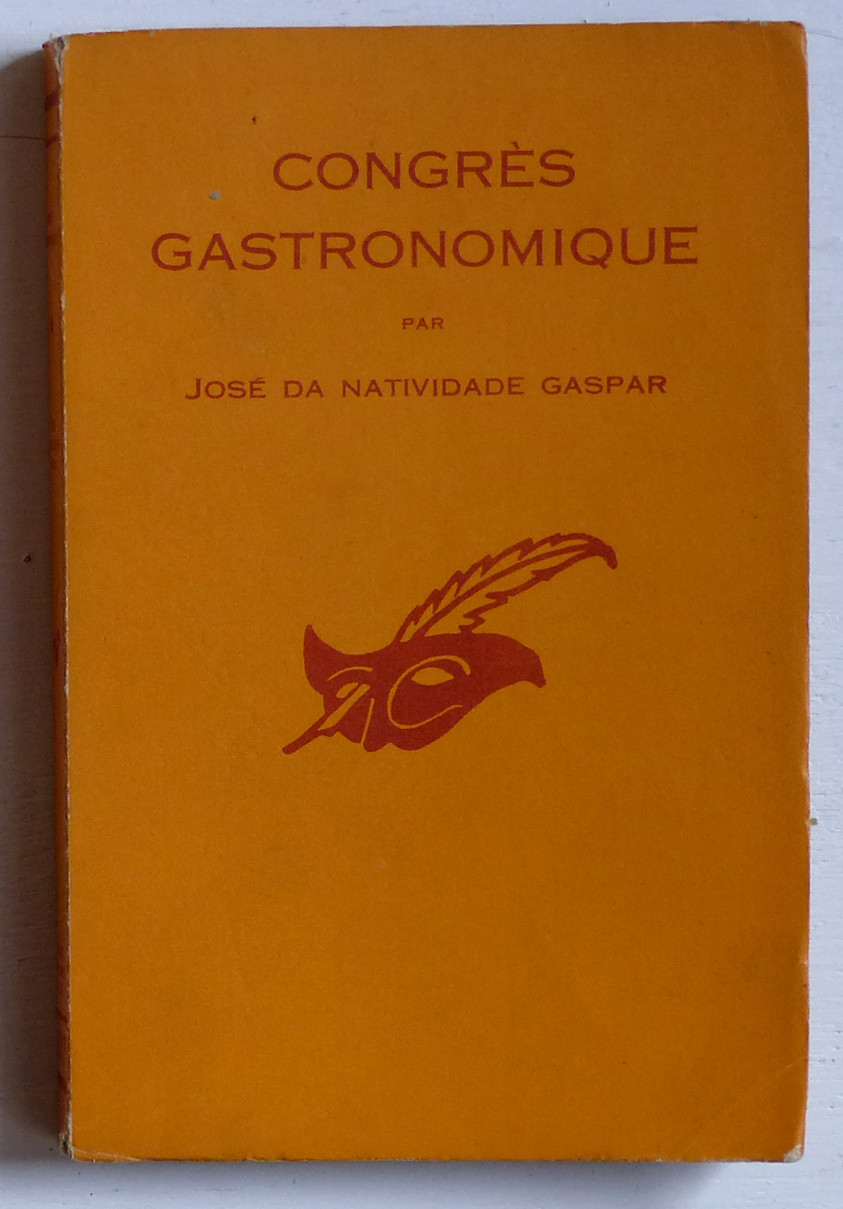 CONGRÈS
GASTRONOMIQUE
PAR
JOSÉ DA NATIVIDADE GASPAR